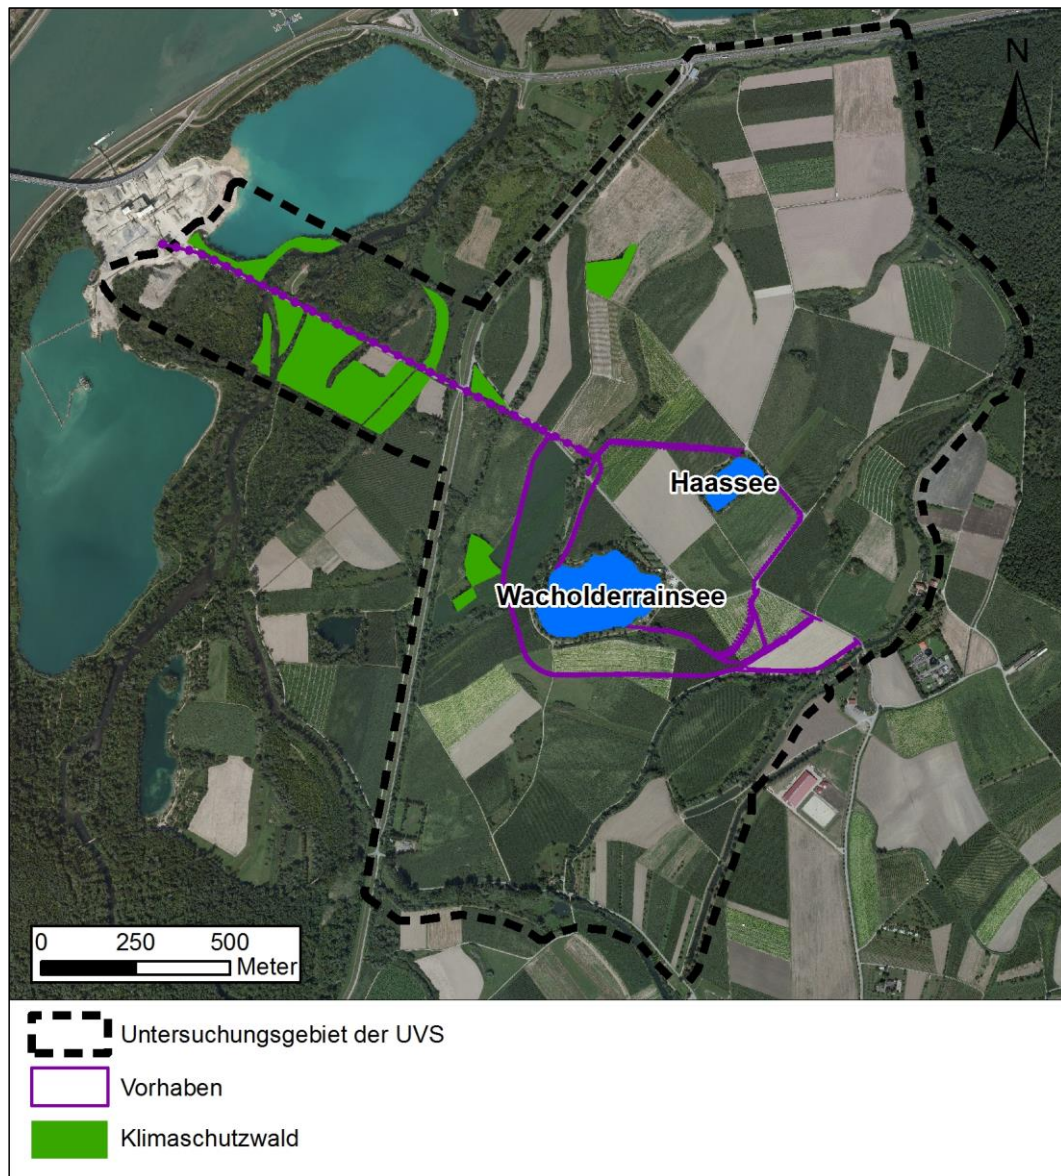 N
Haassee
Wacholderrainsee
0 250 500
Meter
Untersuchungsgebiet der UVS
Vorhaben
Klimaschutzwald